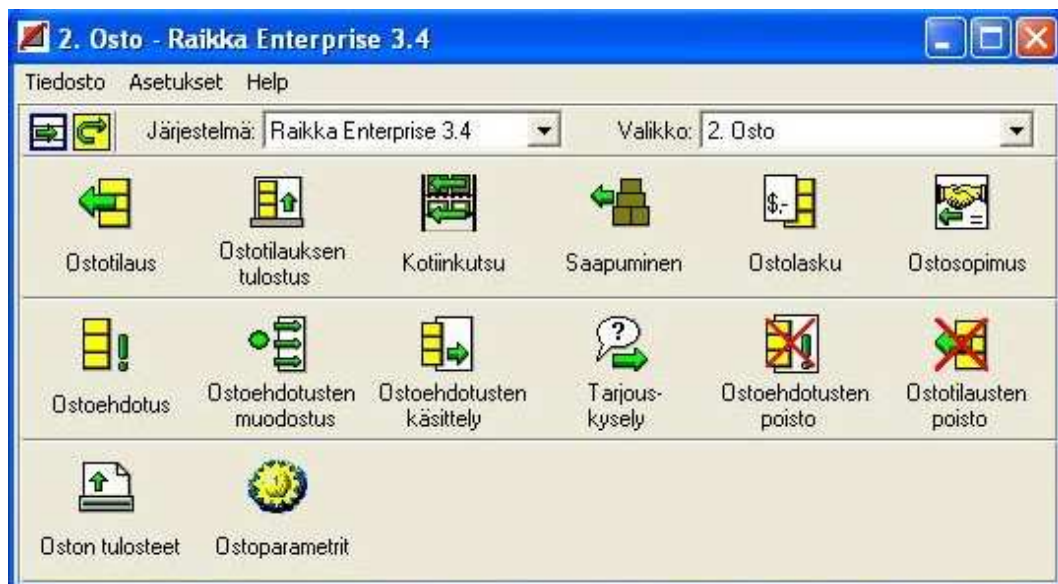 2. Osto - Raikka Enterprise 3.4
Tiedosto Asetukset Help
Järjestelmä: Raikka Enterprise 3.4 Valikko: 2. Osto
$,-
Ostotilaus
Ostotilauksen
tulostus
Kotiinkutsu
Saapuminen
Ostolasku
Ostosopimus
?
Ostoehdotus
Ostoehdotusten
muodostus
Ostoehdotusten
käsittely
Tarjous-
kysely
Ostoehdotusten
poisto
Ostotilausten
poisto
Oston tulosteet
Ostoparametrit